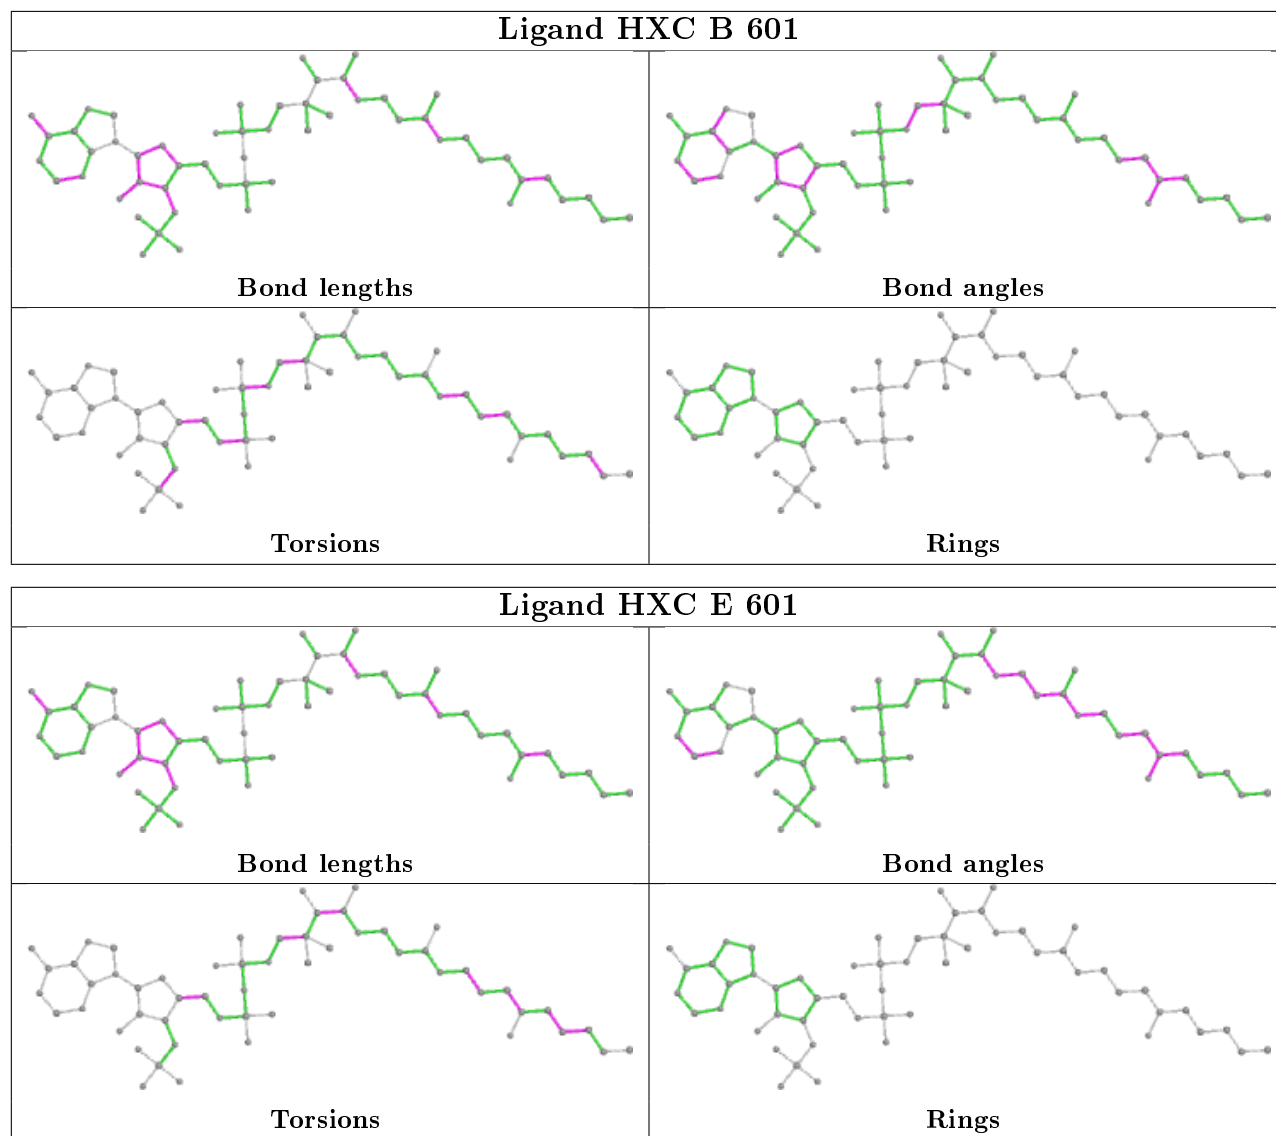 Ligand HXC B 601
Bond lengths
Bond angles
Torsions
Rings
Ligand HXC E 601
Bond lengths
Bond angles
Torsions
Rings